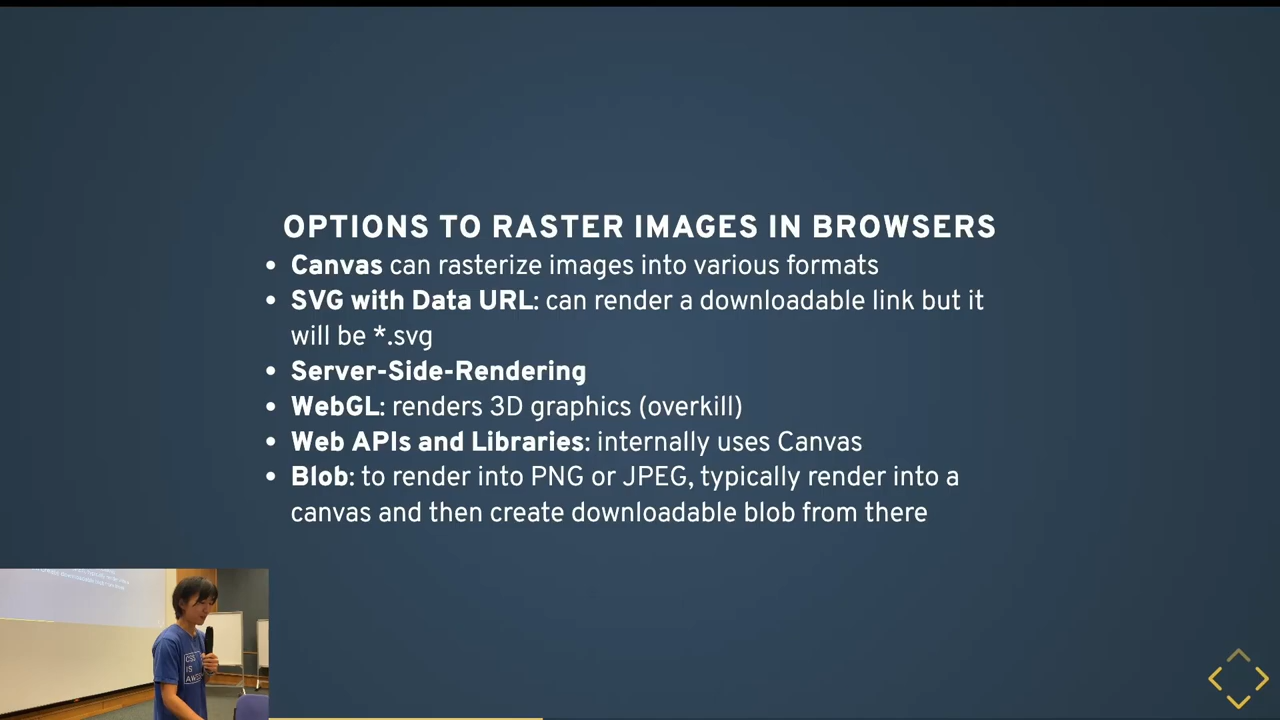 OPTIONS TO RASTER IMAGES IN BROWSERS
• Canvas can rasterize images into various formats
• SVG with Data URL: can render a downloadable link but it
will be *.svg
• Server-Side-Rendering
• WebGL: renders 3D graphics (overkill)
• Web APIs and Libraries: internally uses Canvas
• Blob: to render into PNG or JPEG, typically render into a
canvas and then create downloadable blob from there
CSS
IS